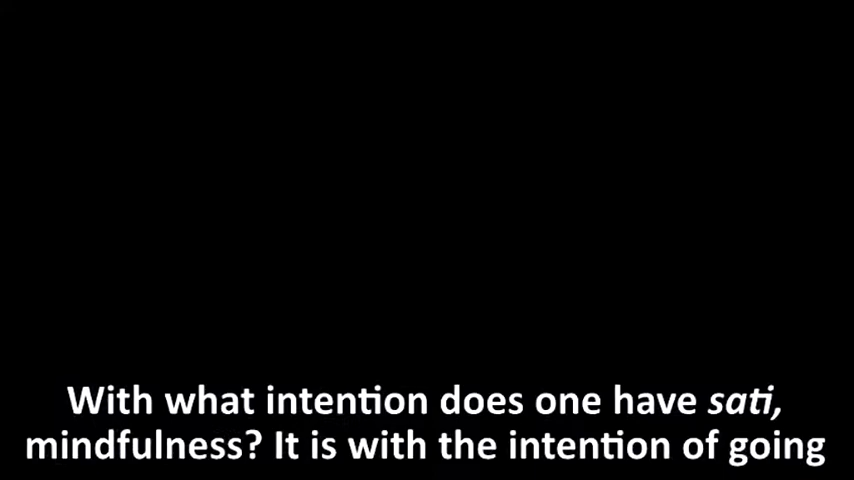 With what intention does one have sati,
mindfulness? It is with the intention of going